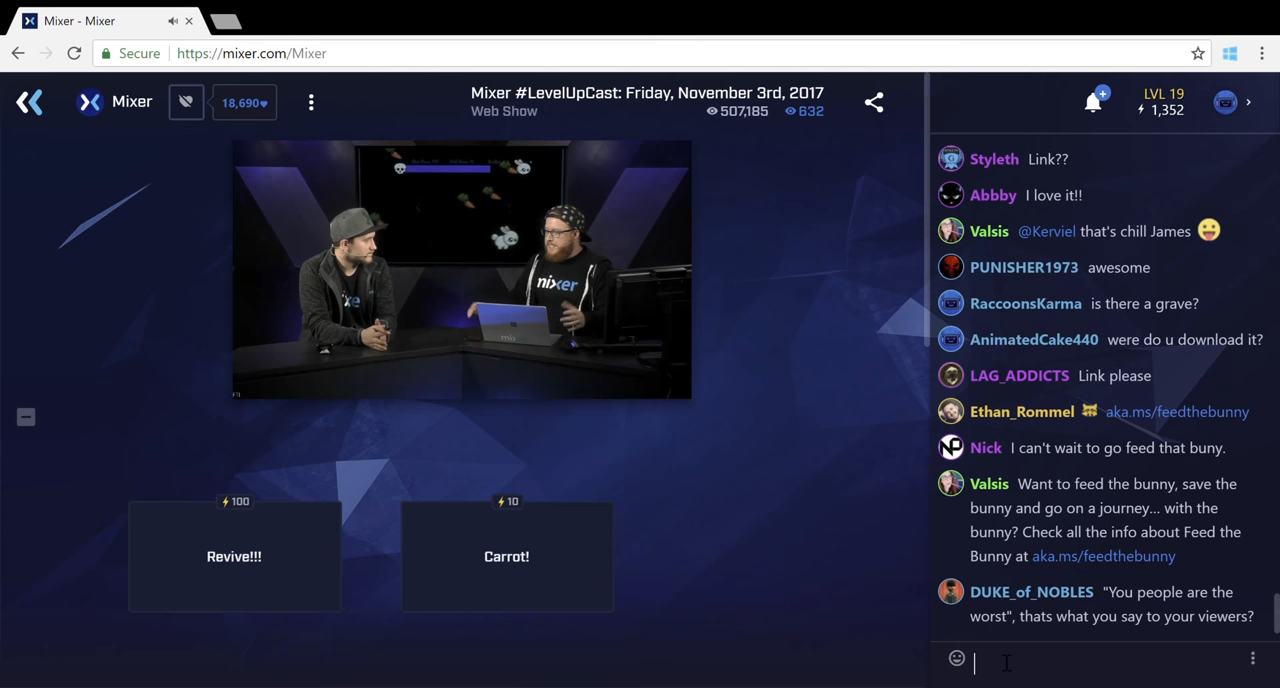 Mixer - Mixer
Secure https://mixer.com/Mixer
Mixer
18,690
Mixer #LevelUpCast: Friday, November 3rd, 2017
Web Show
507,185 632
LVL 19
1,352
mixer
Styleth Link??
Abbby I love it!!
Valsis @Kerviel that's chill James
PUNISHER1973 awesome
RaccoonsKarma is there a grave?
AnimatedCake440 were do u download it?
LAG_ADDICTS Link please
Ethan_Rommel aka.ms/feedthebunny
Nick I can't wait to go feed that buny.
Valsis Want to feed the bunny, save the
bunny and go on a journey... with the
bunny? Check all the info about Feed the
Bunny at aka.ms/feedthebunny
DUKE_of_NOBLES "You people are the
worst", thats what you say to your viewers?
100
Revive!!!
10
Carrot!